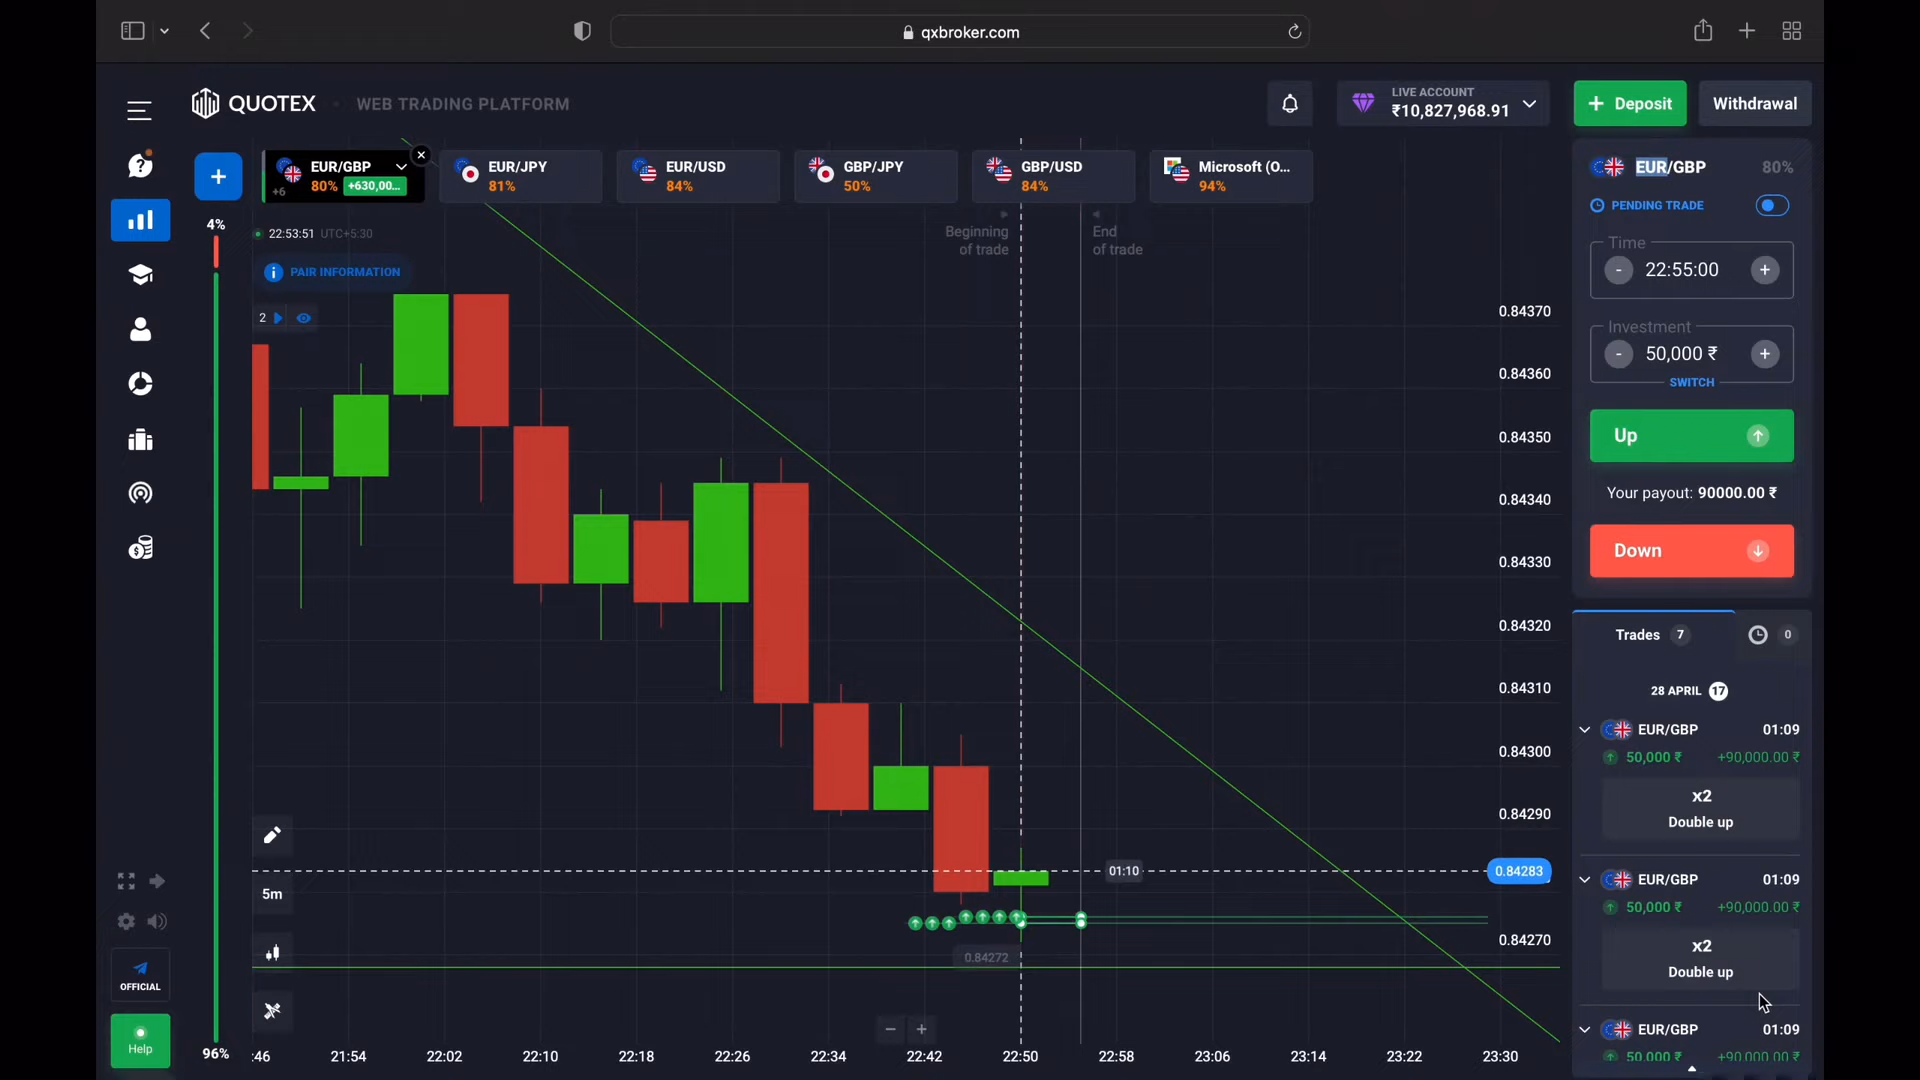 qxbroker.com
QUOTEX
WEB TRADING PLATFORM
LIVE ACCOUNT
₹10,827,968.91
+ Deposit
Withdrawal
EUR/GBP
+6
80%
+630,00...
EUR/JPY
81%
EUR/USD
84%
GBP/JPY
50%
GBP/USD
84%
Microsoft (O...
94%
4%
22:53:51 UTC+5:30
PAIR INFORMATION
2
Beginning
of trade
End
of trade
0.84370
0.84360
0.84350
0.84340
0.84330
0.84320
0.84310
0.84300
0.84290
0.84283
0.84270
01:10
0.84272
5m
OFFICIAL
Help
96%
:46
21:54
22:02
22:10
22:18
22:26
22:34
22:42
22:50
22:58
23:06
23:14
23:22
23:30
EUR/GBP
80%
PENDING TRADE
Time
- 22:55:00 +
Investment
- 50,000 ₹ +
SWITCH
Up
Your payout: 90000.00 ₹
Down
Trades 7
0
28 APRIL 17
EUR/GBP 01:09
50,000 ₹ +90,000.00 ₹
x2
Double up
EUR/GBP 01:09
50,000 ₹ +90,000.00 ₹
x2
Double up
EUR/GBP 01:09
50,000 ₹ +90,000.00 ₹